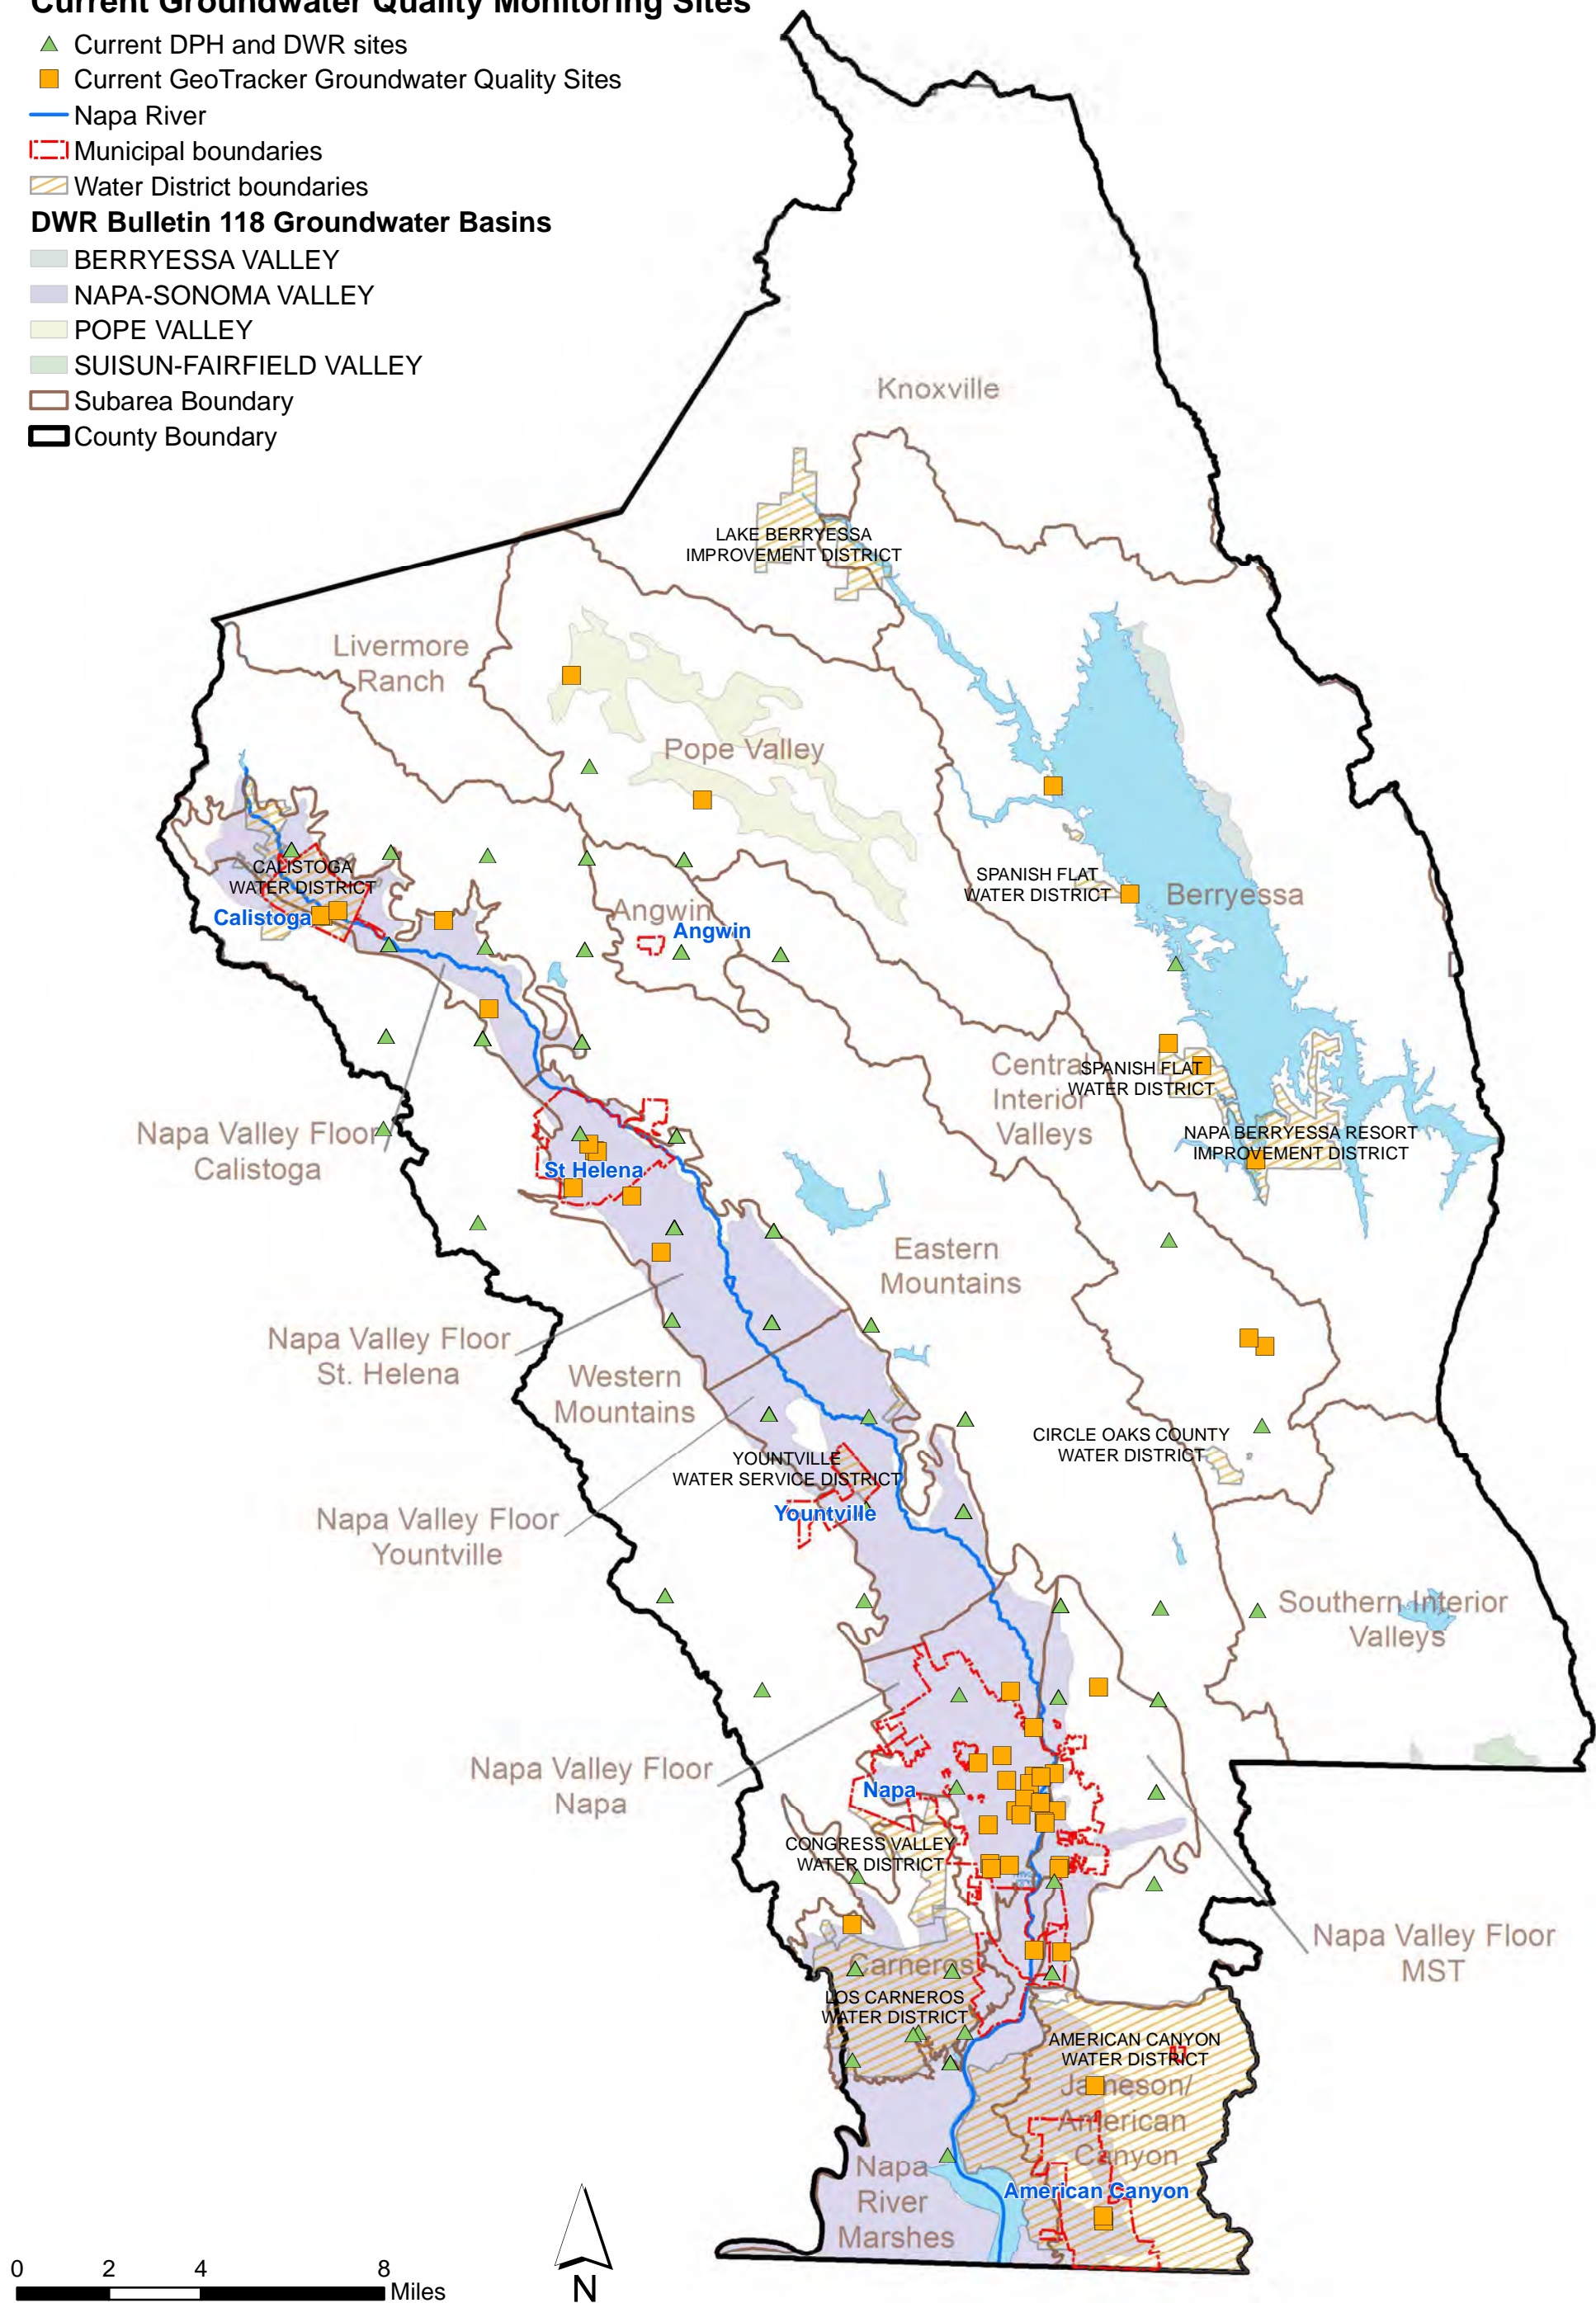 Current Groundwater Quality Monitoring Sites
Current DPH and DWR sites
Current GeoTracker Groundwater Quality Sites
Napa River
Municipal boundaries
Water District boundaries
DWR Bulletin 118 Groundwater Basins
BERRYESSA VALLEY
NAPA-SONOMA VALLEY
POPE VALLEY
SUISUN-FAIRFIELD VALLEY
Subarea Boundary
County Boundary
Knoxville
LAKE BERRYESSA
IMPROVEMENT DISTRICT
Livermore
Ranch
Pope Valley
CALISTOGA
WATER DISTRICT
Calistoga
Angwin
Angwin
SPANISH FLAT
WATER DISTRICT
Berryessa
Central
Interior
Valleys
SPANISH FLAT
WATER DISTRICT
NAPA BERRYESSA RESORT
IMPROVEMENT DISTRICT
Napa Valley Floor
Calistoga
St Helena
Eastern
Mountains
Napa Valley Floor
St. Helena
Western
Mountains
CIRCLE OAKS COUNTY
WATER DISTRICT
YOUNTVILLE
WATER SERVICE DISTRICT
Yountville
Napa Valley Floor
Yountville
Southern Interior
Valleys
Napa Valley Floor
Napa
Napa
CONGRESS VALLEY
WATER DISTRICT
Napa Valley Floor
MST
Carneros
LOS CARNEROS
WATER DISTRICT
AMERICAN CANYON
WATER DISTRICT
Jameson/
American
Canyon
American Canyon
Napa
River
Marshes
0 2 4 8
Miles
N